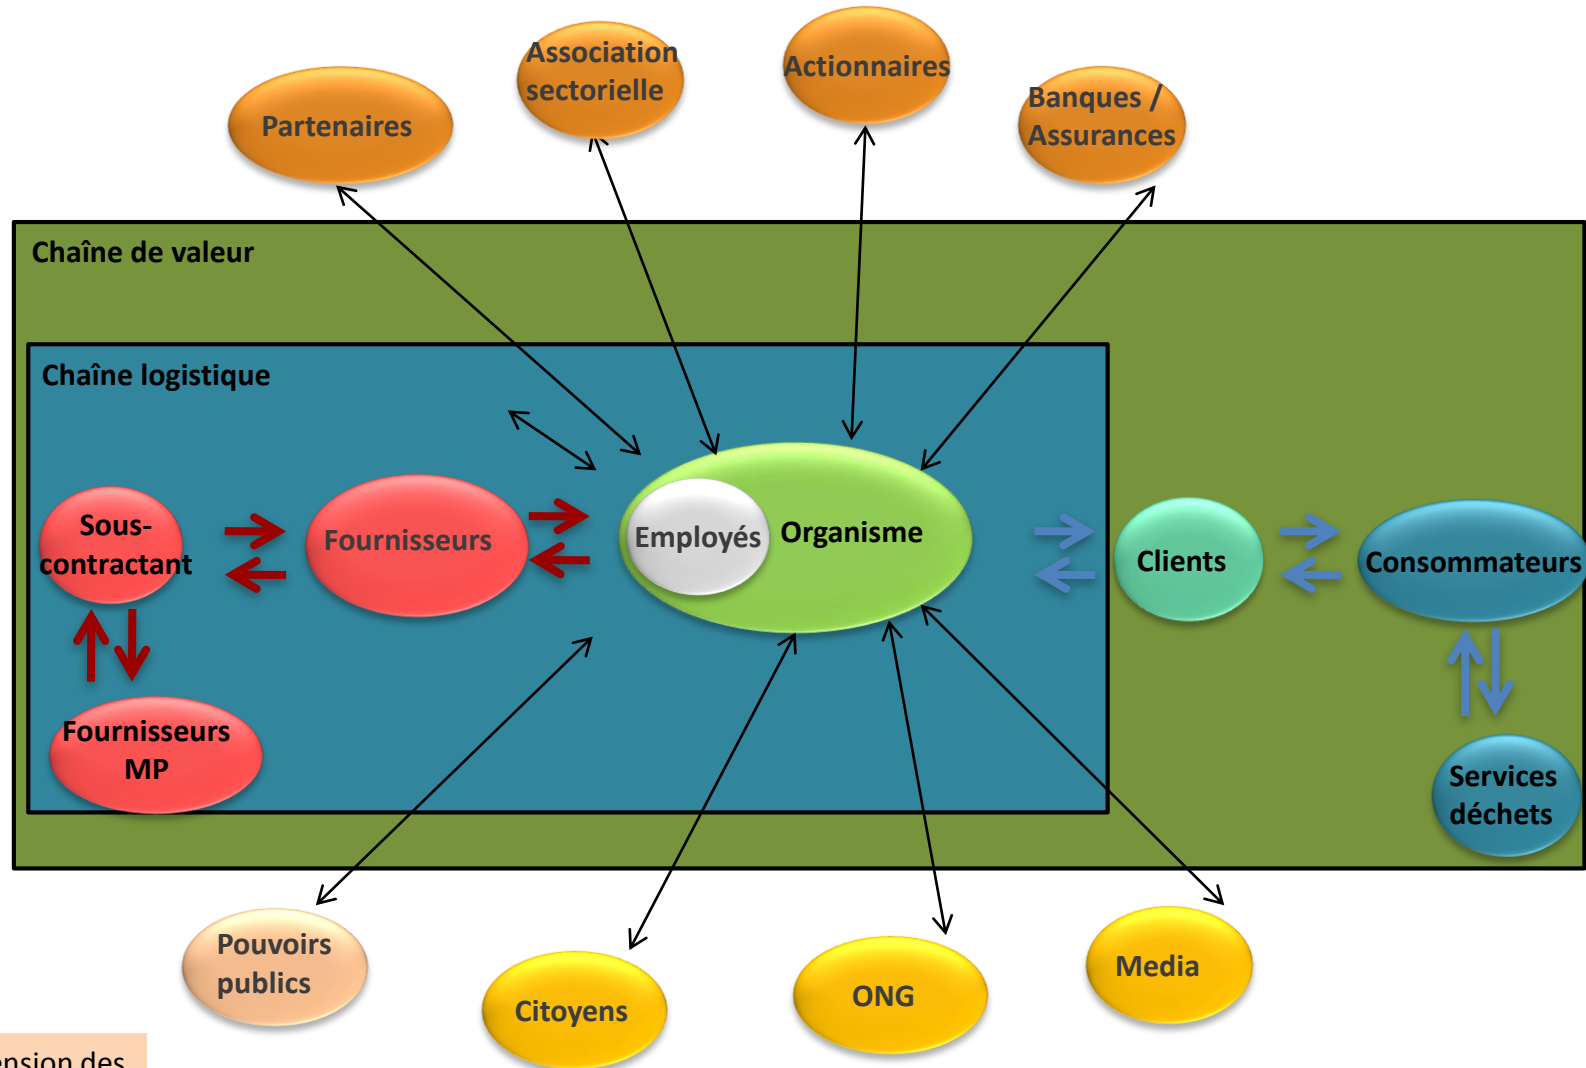 Association
sectorielle
Actionnaires
Banques /
Assurances
Partenaires
Chaîne de valeur
Chaîne logistique
Sous-
contractant
Fournisseurs
Employés
Organisme
Clients
Consommateurs
Fournisseurs
MP
Services
déchets
Pouvoirs
publics
Citoyens
ONG
Media
des